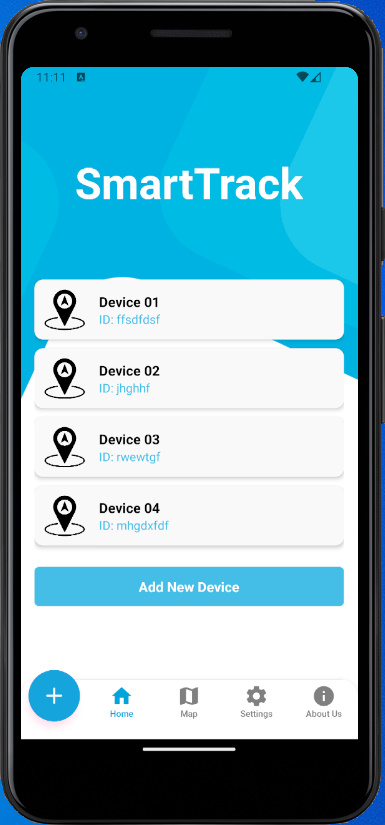 11:11
SmartTrack
Device 01
ID: ffsdfdsf
Device 02
ID: jhghhf
Device 03
ID: rwewtgf
Device 04
ID: mhgdxfdf
Add New Device
Home
Map
Settings
About Us